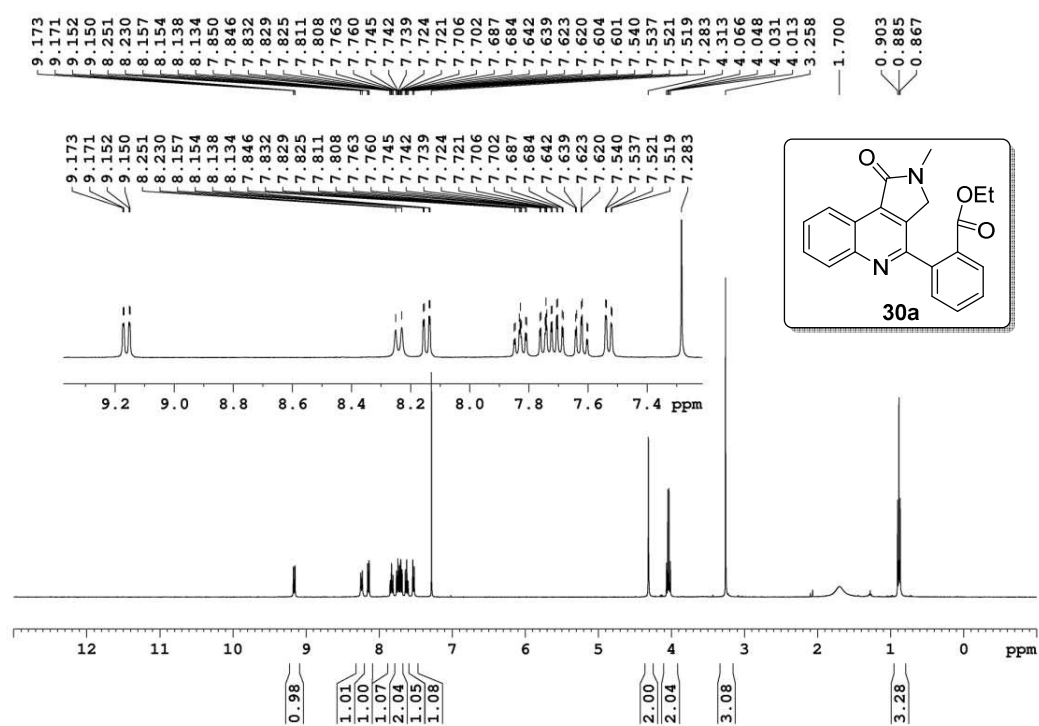 9.173 9.171 9.152 9.150 8.251 8.230 8.157 8.154 8.138 8.134 7.850 7.846 7.832 7.829 7.825 7.811 7.808 7.763 7.760 7.745 7.742 7.739 7.724 7.721 7.706 7.702 7.687 7.684 7.642 7.639 7.623 7.620 7.604 7.601 7.540 7.537 7.521 7.519 7.283 4.313 4.066 4.048 4.031 4.013 3.258 1.700 0.903 0.885 0.867
9.173 9.171 9.152 9.150 8.251 8.230 8.157 8.154 8.138 8.134 7.846 7.832 7.829 7.825 7.811 7.808 7.763 7.760 7.745 7.742 7.739 7.724 7.721 7.706 7.702 7.687 7.684 7.642 7.639 7.623 7.620 7.540 7.537 7.521 7.519 7.283
O
N
OEt
O
N
30a
9.2 9.0 8.8 8.6 8.4 8.2 8.0 7.8 7.6 7.4 ppm
12 11 10 9 8 7 6 5 4 3 2 1 0 ppm
0.98 1.01 1.00 1.07 2.04 1.05 1.08 2.00 2.04 3.08 3.28